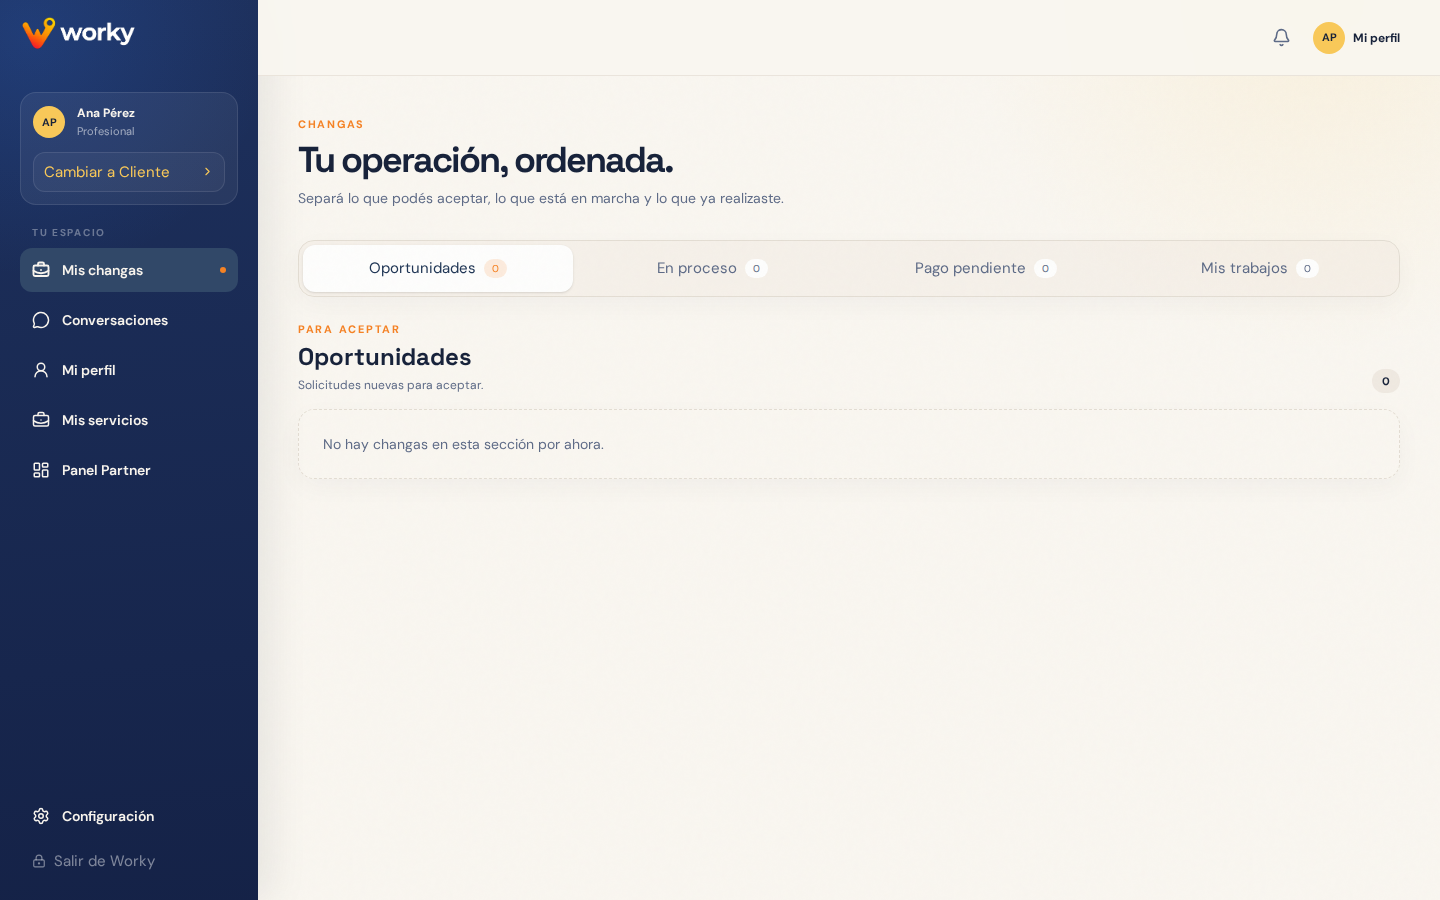 worky
AP
Mi perfil
AP
Ana Pérez
Profesional
Cambiar a Cliente
TU ESPACIO
Mis changas
Conversaciones
Mi perfil
Mis servicios
Panel Partner
Configuración
Salir de Worky
CHANGAS
Tu operación, ordenada.
Separá lo que podés aceptar, lo que está en marcha y lo que ya realizaste.
Oportunidades 0
En proceso 0
Pago pendiente 0
Mis trabajos 0
PARA ACEPTAR
Oportunidades
Solicitudes nuevas para aceptar.
0
No hay changas en esta sección por ahora.